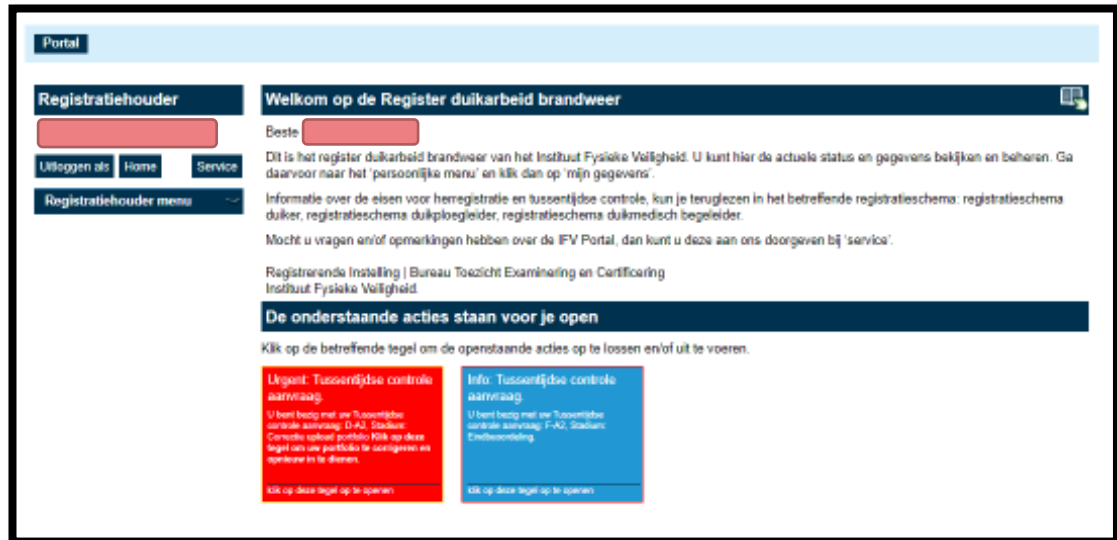 Portal
Registratiehouder
Welkom op de Register duikarbeid brandweer
Beste
Uitloggen als Home Service
Dit is het register duikarbeid brandweer van het Instituut Fysieke Veiligheid. U kunt hier de actuele status en gegevens bekijken en beheren. Ga
daarvoor naar het 'persoonlijke menu' en klik dan op 'mijn gegevens'.
Registratiehouder menu
Informatie over de eisen voor herregistratie en tussentijdse controle, kun je teruglezen in het betreffende registratieschema: registratieschema
duiker, registratieschema duikploegleider, registratieschema duikmedisch begeleider.
Mocht u vragen en/of opmerkingen hebben over de IFV Portal, dan kunt u deze aan ons doorgeven bij 'service'.
Registrerende Instelling | Bureau Toezicht Examinering en Certificering
Instituut Fysieke Veiligheid
De onderstaande acties staan voor je open
Klik op de betreffende tegel om de openstaande acties op te lossen en/of uit te voeren.
Urgent: Tussentijdse controle
aanvraag.
U bent bezig met uw Tussentijdse
controle aanvraag: D-A2, Stadium:
Correctie upload portfolio Klik op deze
tegel om uw portfolio te corrigeren en
opnieuw in te dienen.
klik op deze tegel op te openen
Info: Tussentijdse controle
aanvraag.
U bent bezig met uw Tussentijdse
controle aanvraag: F-A2, Stadium:
Eindbeoordeling.
klik op deze tegel op te openen